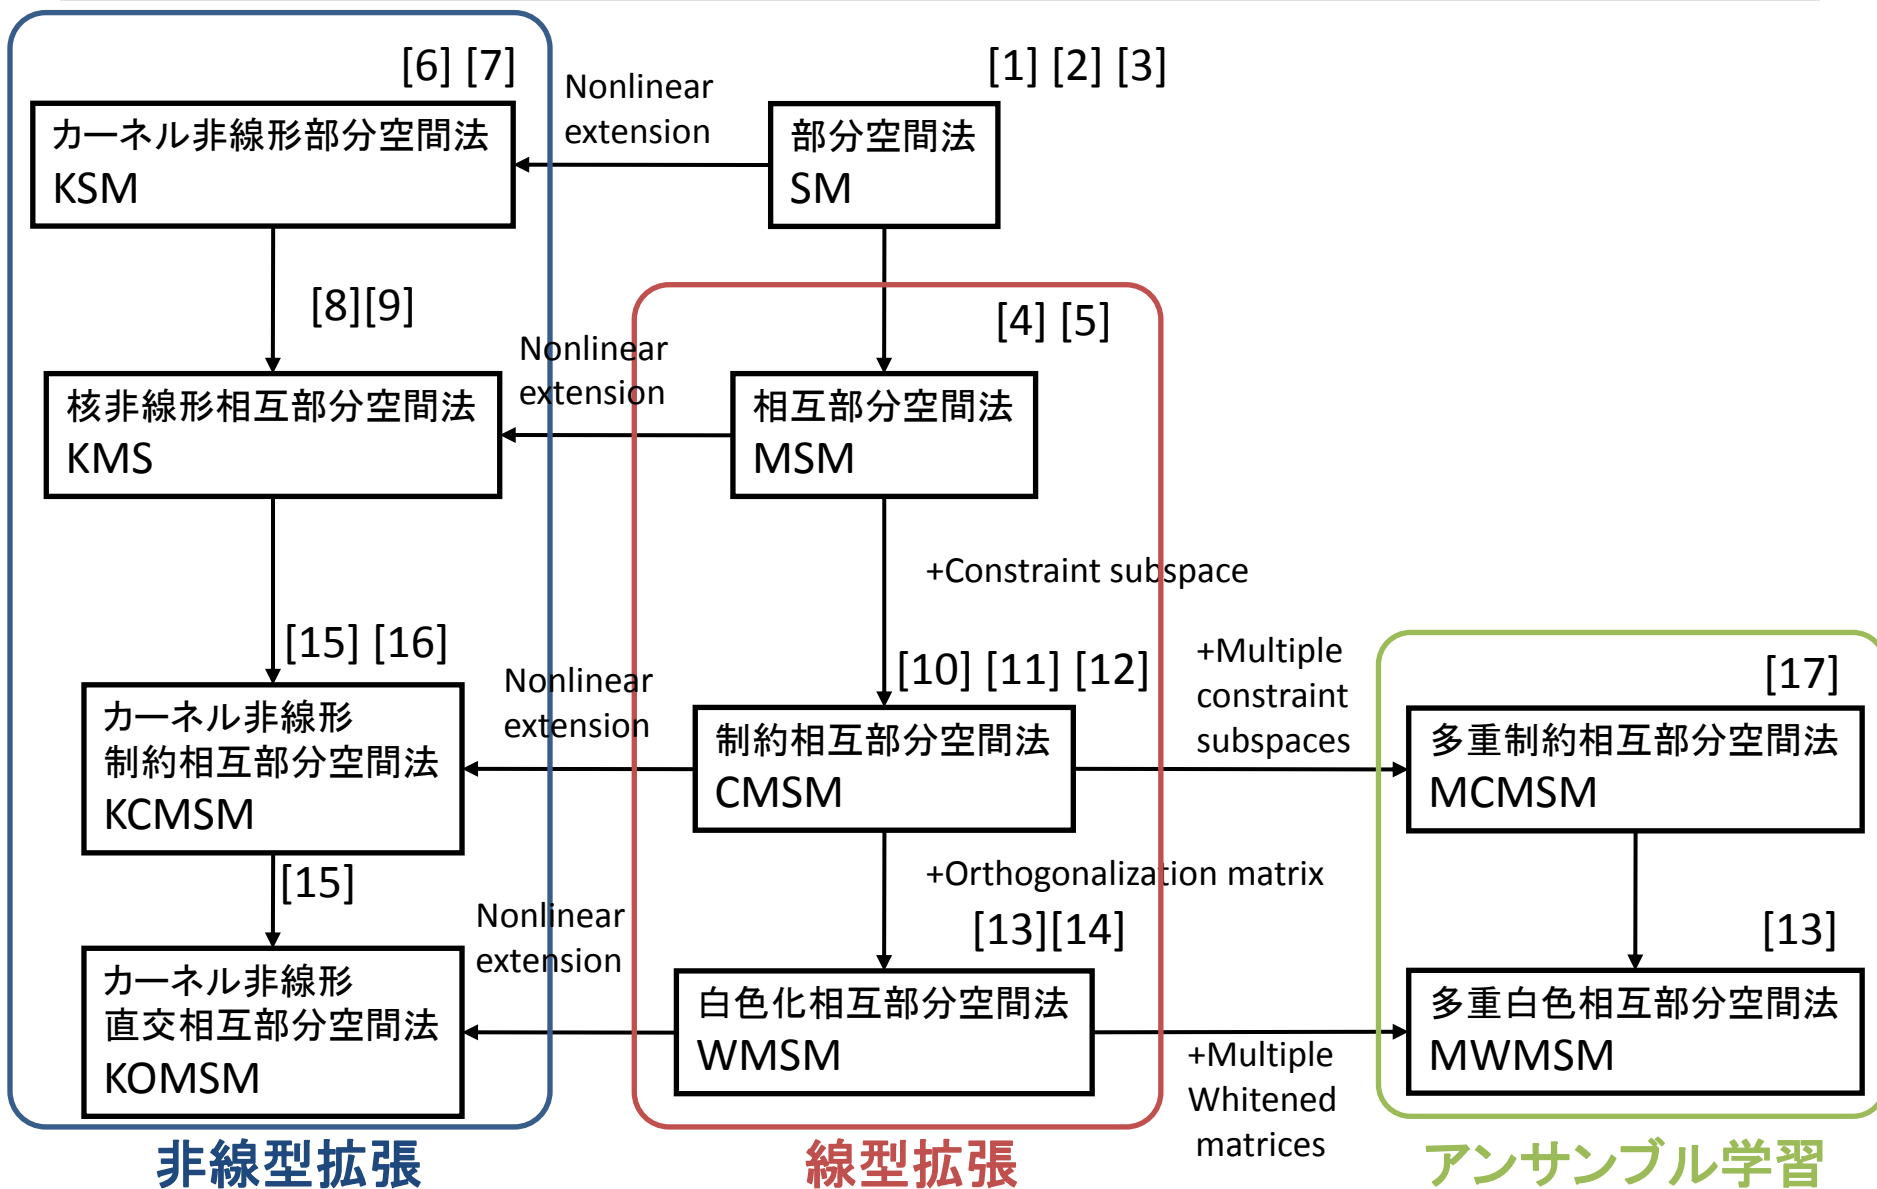 [6] [7]
カーネル非線形部分空間法
KSM
Nonlinear
extension
[1] [2] [3]
部分空間法
SM
[8][9]
核非線形相互部分空間法
KMS
Nonlinear
extension
[4] [5]
相互部分空間法
MSM
+Constraint subspace
[15] [16]
カーネル非線形
制約相互部分空間法
KCMSM
Nonlinear
extension
[10] [11] [12]
制約相互部分空間法
CMSM
+Multiple
constraint
subspaces
[17]
多重制約相互部分空間法
MCMSM
+Orthogonalization matrix
[15]
カーネル非線形
直交相互部分空間法
KOMSM
Nonlinear
extension
[13][14]
白色化相互部分空間法
WMSM
+Multiple
Whitened
matrices
[13]
多重白色相互部分空間法
MWMSM
非線型拡張
線型拡張
アンサンブル学習